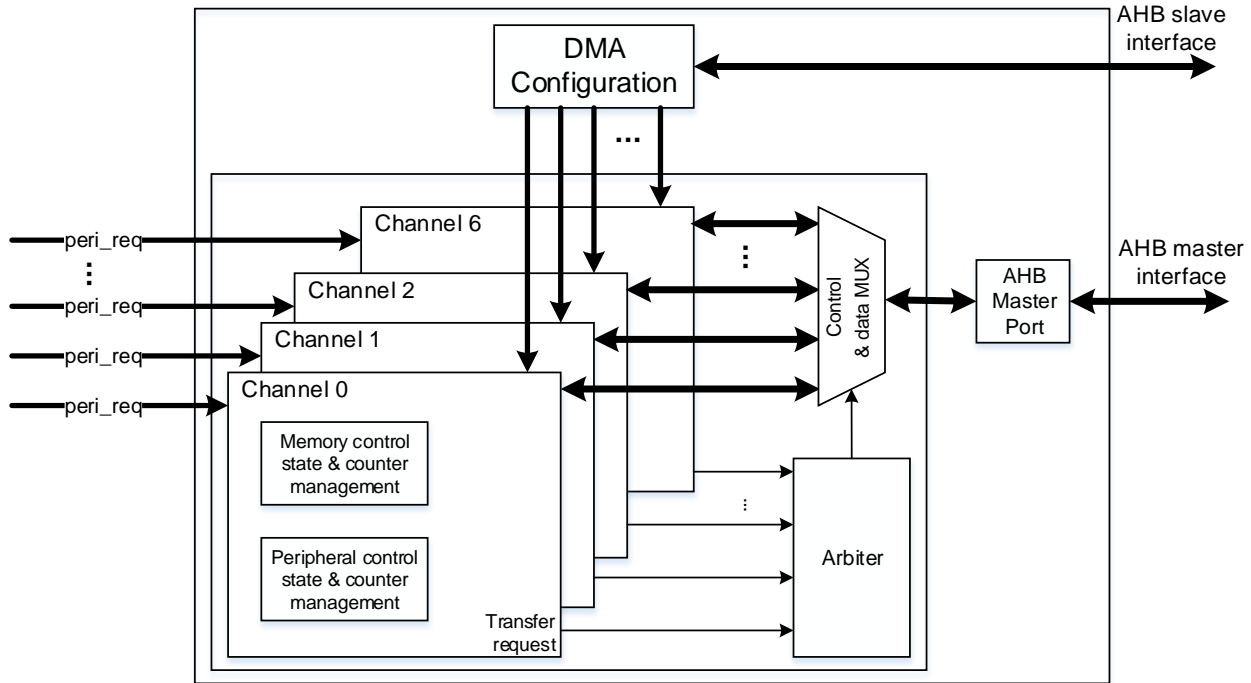 AHB slave
interface
DMA
Configuration
...
Channel 6
peri_req
...
...
Channel 2
peri_req
Channel 1
peri_req
Channel 0
peri_req
Control
& data MUX
AHB
Master
Port
AHB master
interface
Memory control
state & counter
management
...
Peripheral control
state & counter
management
Arbiter
Transfer
request